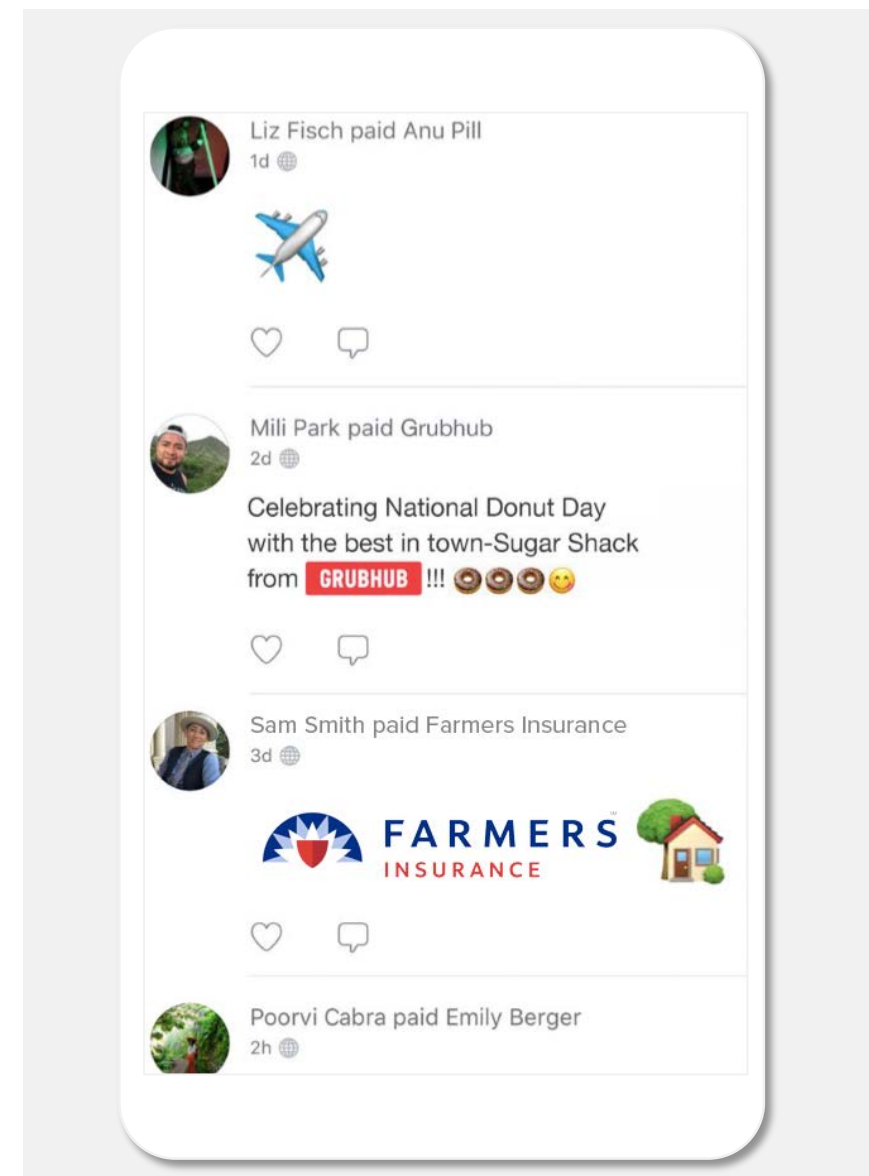 Liz Fisch paid Anu Pill
1d
Mili Park paid Grubhub
2d
Celebrating National Donut Day
with the best in town-Sugar Shack
from GRUBHUB !!! 🍩🍩🍩😋
Sam Smith paid Farmers Insurance
3d
FARMERS
INSURANCE
Poorvi Cabra paid Emily Berger
2h